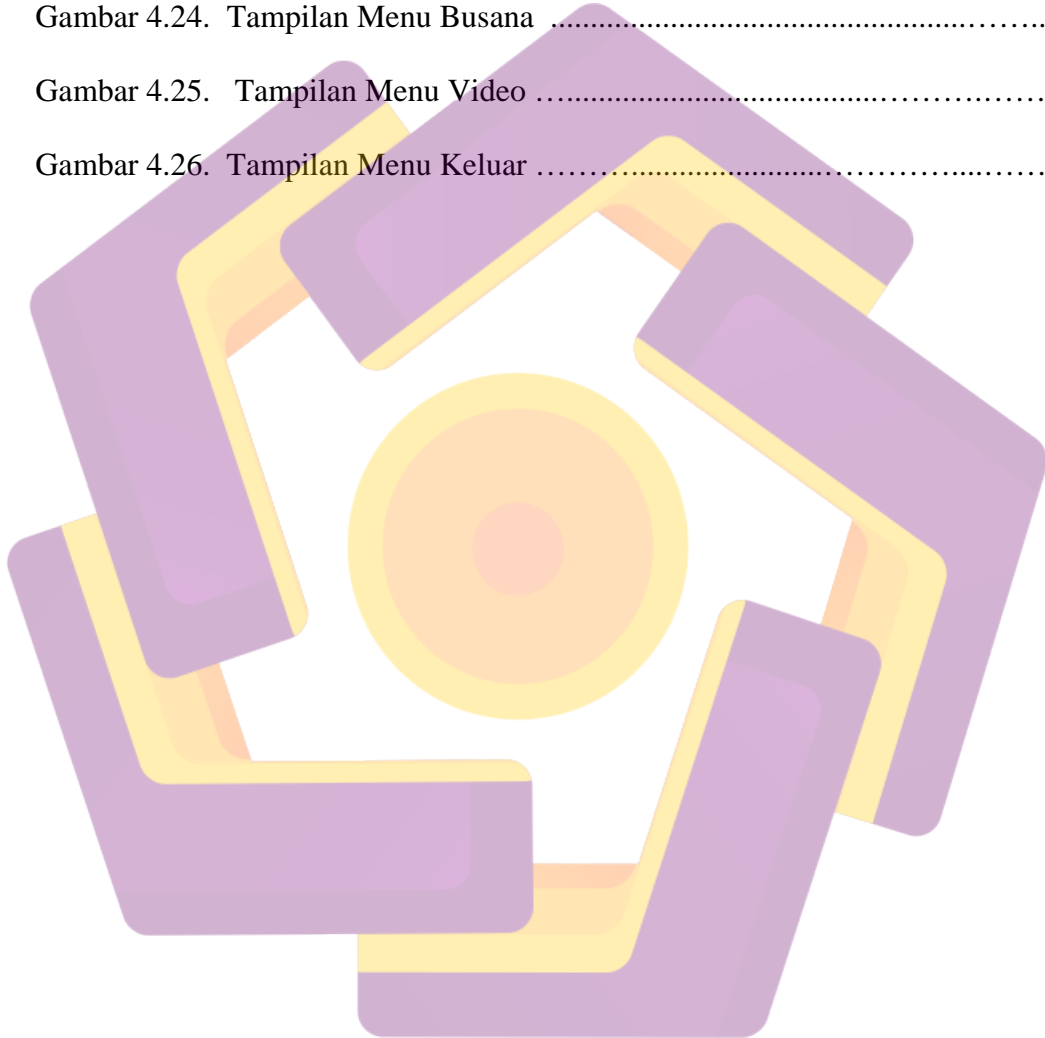 Gambar 4.24.  Tampilan Menu Busana  ...................................................……..
Gambar 4.25.   Tampilan Menu Video …......................................……………
Gambar 4.26.  Tampilan Menu Keluar ………......................……………....……